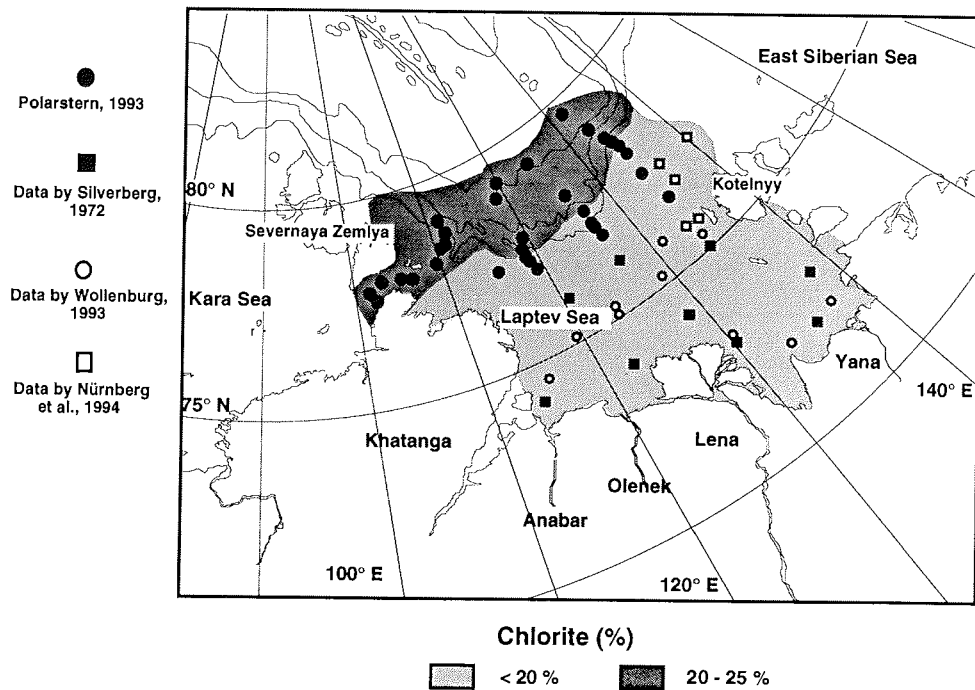 Polarstern, 1993
Data by Silverberg,
1972
Data by Wollenburg,
1993
Data by Nürnberg
et al., 1994
East Siberian Sea
80° N
Kotelnyy
Severnaya Zemlya
Kara Sea
Laptev Sea
Yana
75° N
140° E
Khatanga
Lena
Olenek
Anabar
100° E
120° E
Chlorite (%)
< 20 %
20 - 25 %